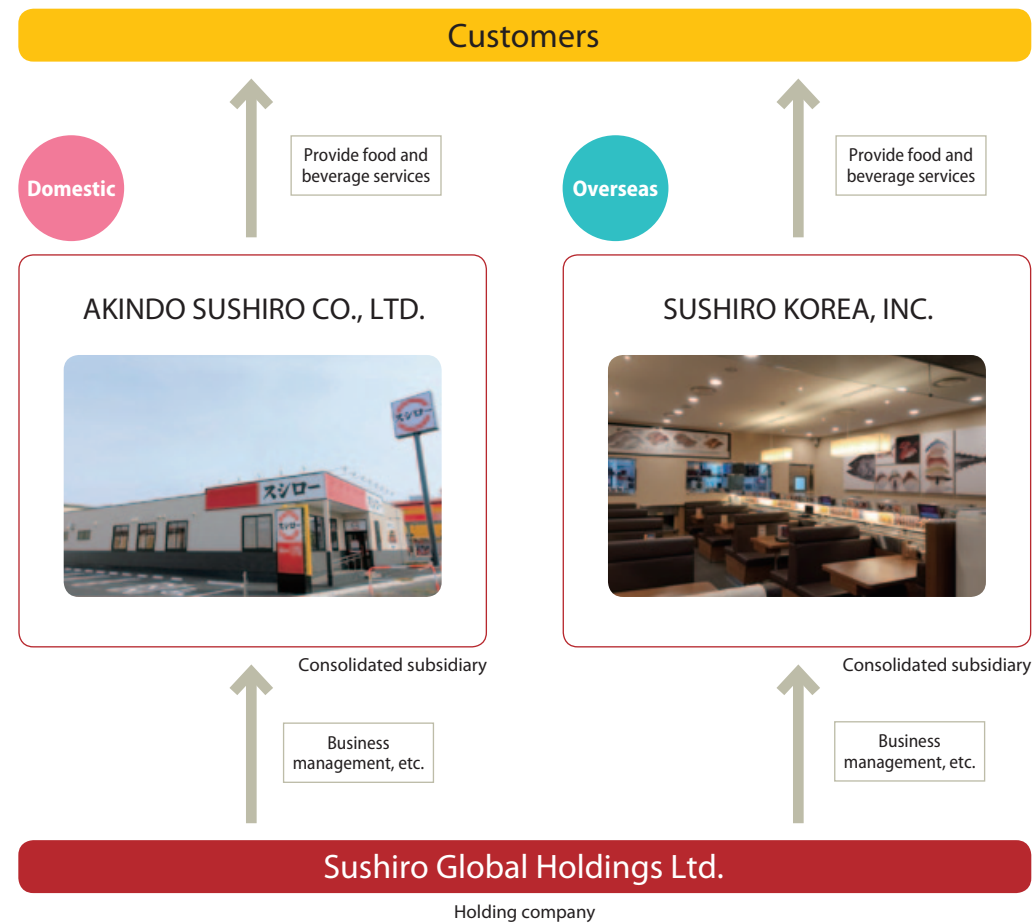 Customers
Provide food and
beverage services
Provide food and
beverage services
Domestic
Overseas
AKINDO SUSHIRO CO., LTD.
SUSHIRO KOREA, INC.
スシロー
スシロー
スシロー
Consolidated subsidiary
Consolidated subsidiary
Business
management, etc.
Business
management, etc.
Sushiro Global Holdings Ltd.
Holding company